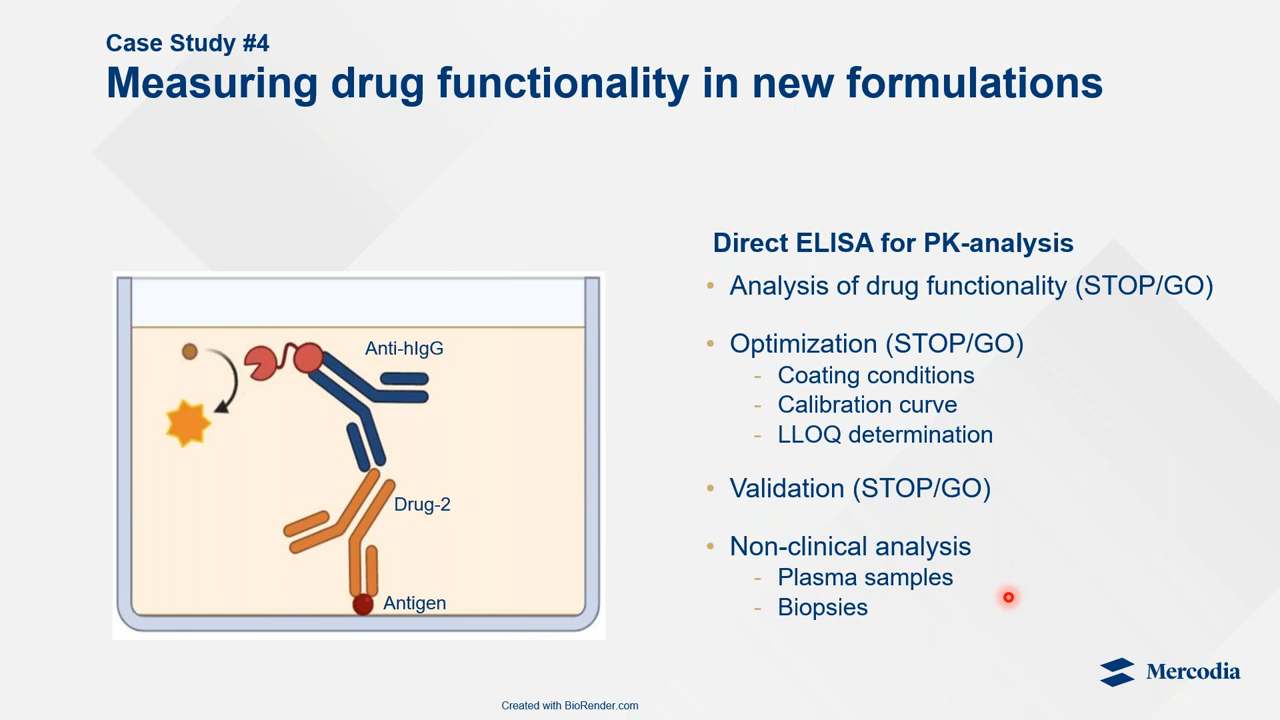 Case Study #4
Measuring drug functionality in new formulations
Anti-hIgG
Drug-2
Antigen
Direct ELISA for PK-analysis
• Analysis of drug functionality (STOP/GO)
• Optimization (STOP/GO)
- Coating conditions
- Calibration curve
- LLOQ determination
• Validation (STOP/GO)
• Non-clinical analysis
- Plasma samples
- Biopsies
Mercodia
Created with BioRender.com